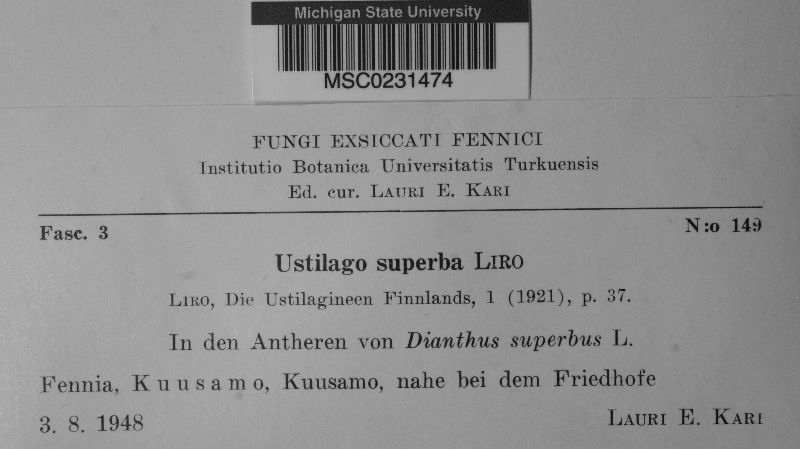 Michigan State University
MSC0231474
FUNGI EXSICCATI FENNICI
Institutio Botanica Universitatis Turkuensis
Ed. cur. LAURI E. KARI
Fasc. 3
N:o 149
Ustilago superba LIRO
LIRO, Die Ustilagineen Finnlands, 1 (1921), p. 37.
In den Antheren von Dianthus superbus L.
Fennia, Kuusamo, Kuusamo, nahe bei dem Friedhofe
3. 8. 1948
LAURI E. KARI